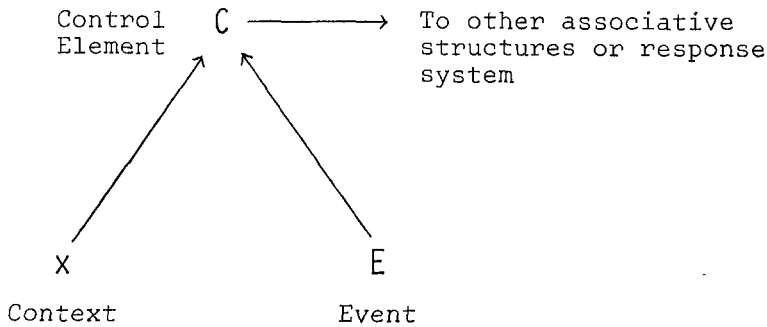 Control
Element
C
To other associative
structures or response
system
X
E
Context
Event